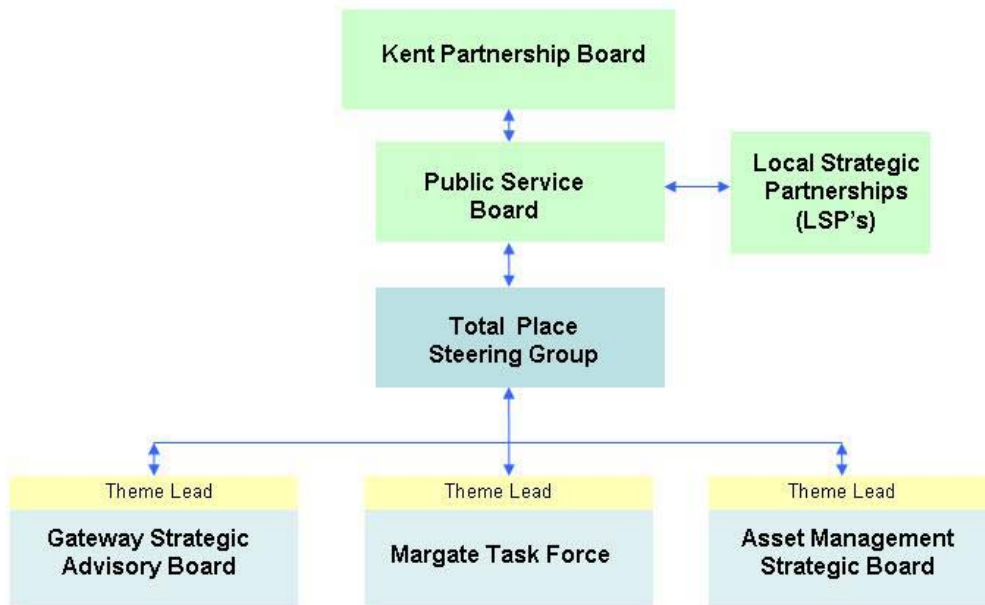 Kent Partnership Board
Public Service
Board
Local Strategic
Partnerships
(LSP's)
Total Place
Steering Group
Theme Lead
Gateway Strategic
Advisory Board
Theme Lead
Margate Task Force
Theme Lead
Asset Management
Strategic Board